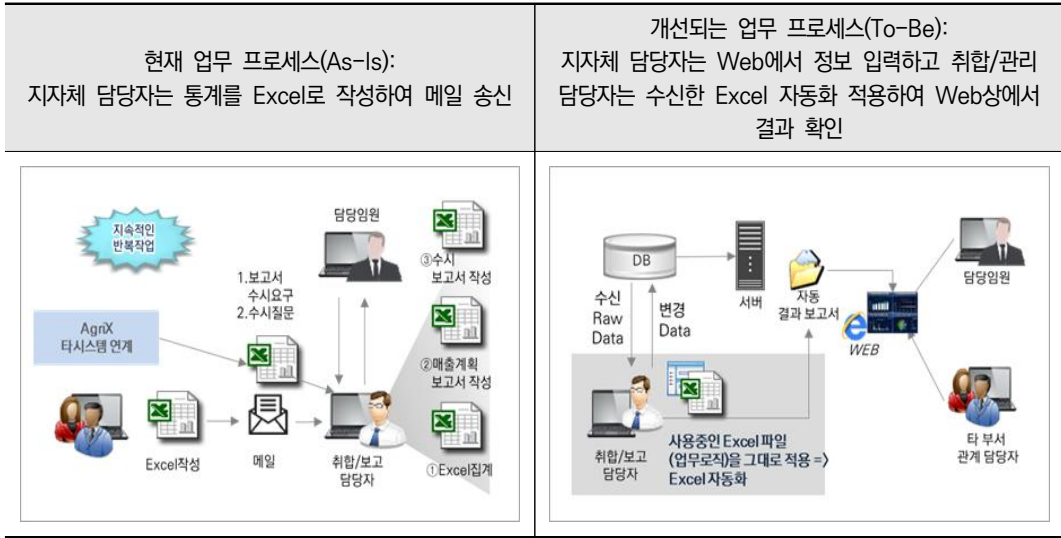 현재 업무 프로세스(As-Is):
지자체 담당자는 통계를 Excel로 작성하여 메일 송신
개선되는 업무 프로세스(To-Be):
지자체 담당자는 Web에서 정보 입력하고 취합/관리
담당자는 수신한 Excel 자동화 적용하여 Web상에서
결과 확인
지속적인
반복작업
담당임원
1.보고서
수시요구
2.수시질문
AgriX
타시스템 연계
Excel작성
메일
취합/보고
담당자
③수시
보고서 작성
②매출계획
보고서 작성
①Excel집계
DB
서버
수신
Raw
Data
변경
Data
자동
결과 보고서
WEB
담당임원
취합/보고
담당자
사용중인 Excel 파일
(업무로직)을 그대로 적용 =>
Excel 자동화
타 부서
관계 담당자